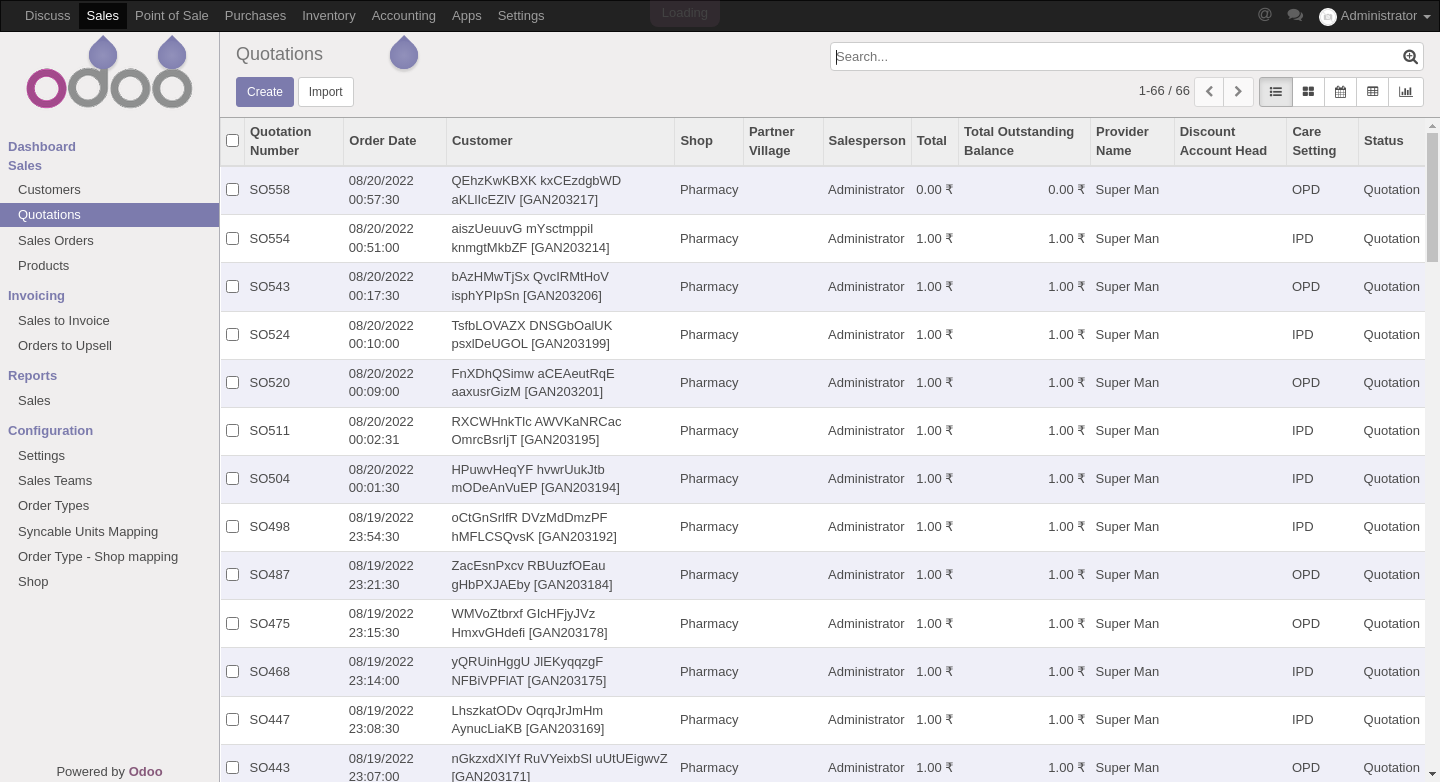 Discuss Sales Point of Sale Purchases Inventory Accounting Apps Settings Loading @ Administrator
odoo
Quotations
Search...
Create Import
1-66 / 66
Dashboard
Sales
Customers
Quotations
Sales Orders
Products
Invoicing
Sales to Invoice
Orders to Upsell
Reports
Sales
Configuration
Settings
Sales Teams
Order Types
Syncable Units Mapping
Order Type - Shop mapping
Shop
Powered by Odoo
Quotation Number Order Date Customer Shop Partner Village Salesperson Total Total Outstanding Balance Provider Name Discount Account Head Care Setting Status
SO558 08/20/2022 00:57:30 QEhzKwKBXK kxCEzdgbWD aKLlIcEZlV [GAN203217] Pharmacy Administrator 0.00 ₹ 0.00 ₹ Super Man OPD Quotation
SO554 08/20/2022 00:51:00 aiszUeuuvG mYsctmppil knmgtMkbZF [GAN203214] Pharmacy Administrator 1.00 ₹ 1.00 ₹ Super Man IPD Quotation
SO543 08/20/2022 00:17:30 bAzHMwTjSx QvcIRMtHoV isphYPIpSn [GAN203206] Pharmacy Administrator 1.00 ₹ 1.00 ₹ Super Man OPD Quotation
SO524 08/20/2022 00:10:00 TsfbLOVAZX DNSGbOalUK psxlDeUGOL [GAN203199] Pharmacy Administrator 1.00 ₹ 1.00 ₹ Super Man IPD Quotation
SO520 08/20/2022 00:09:00 FnXDhQSimw aCEAeutRqE aaxusrGizM [GAN203201] Pharmacy Administrator 1.00 ₹ 1.00 ₹ Super Man OPD Quotation
SO511 08/20/2022 00:02:31 RXCWHnkTlc AWVKaNRCac OmrcBsrIjT [GAN203195] Pharmacy Administrator 1.00 ₹ 1.00 ₹ Super Man IPD Quotation
SO504 08/20/2022 00:01:30 HPuwvHeqYF hvwrUukJtb mODeAnVuEP [GAN203194] Pharmacy Administrator 1.00 ₹ 1.00 ₹ Super Man IPD Quotation
SO498 08/19/2022 23:54:30 oCtGnSrlfR DVzMdDmzPF hMFLCSQvsK [GAN203192] Pharmacy Administrator 1.00 ₹ 1.00 ₹ Super Man IPD Quotation
SO487 08/19/2022 23:21:30 ZacEsnPxcv RBUuzfOEau gHbPXJAEby [GAN203184] Pharmacy Administrator 1.00 ₹ 1.00 ₹ Super Man OPD Quotation
SO475 08/19/2022 23:15:30 WMVoZtbrxf GIcHFjyJVz HmxvGHdefi [GAN203178] Pharmacy Administrator 1.00 ₹ 1.00 ₹ Super Man OPD Quotation
SO468 08/19/2022 23:14:00 yQRUinHggU JlEKyqqzgF NFBiVPFlAT [GAN203175] Pharmacy Administrator 1.00 ₹ 1.00 ₹ Super Man IPD Quotation
SO447 08/19/2022 23:08:30 LhszkatODv OqrqJrJmHm AynucLiaKB [GAN203169] Pharmacy Administrator 1.00 ₹ 1.00 ₹ Super Man IPD Quotation
SO443 08/19/2022 23:07:00 nGkzxdXIYf RuVYeixbSl uUtUEigwvZ [GAN203171] Pharmacy Administrator 1.00 ₹ 1.00 ₹ Super Man OPD Quotation